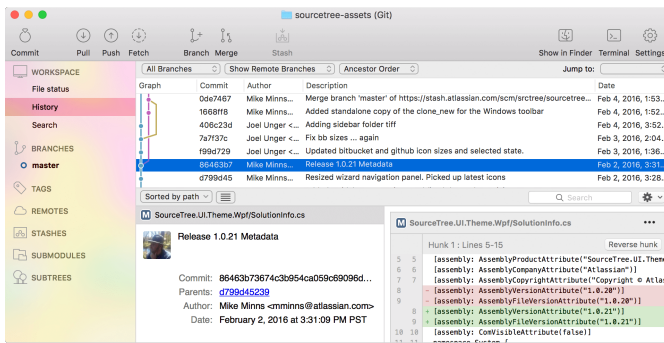 sourcetree-assets (Git)
Commit Pull Push Fetch Branch Merge Stash Show in Finder Terminal Settings
WORKSPACE
File status
History
Search
BRANCHES
master
TAGS
REMOTES
STASHES
SUBMODULES
SUBTREES
All Branches Show Remote Branches Ancestor Order Jump to:
Graph Commit Author Description Date
0de7467 Mike Minns... Merge branch 'master' of https://stash.atlassian.com/scm/srctree/sourcetree... Feb 4, 2016, 1:53...
1668ff8 Mike Minns... Added standalone copy of the clone_new for the Windows toolbar Feb 4, 2016, 1:52...
406c23d Joel Unger <... Adding sidebar folder tiff Feb 4, 2016, 3:52...
7a7f37c Joel Unger <... Fix bb sizes ... again Feb 3, 2016, 2:04...
f99d729 Joel Unger <... Updated bitbucket and github icon sizes and selected state. Feb 3, 2016, 1:36...
86463b7 Mike Minns... Release 1.0.21 Metadata Feb 2, 2016, 3:31...
d799d45 Mike Minns... Resized wizard navigation panel. Picked up latest icons Feb 2, 2016, 3:28...
Sorted by path Search
M SourceTree.UI.Theme.Wpf/SolutionInfo.cs
Release 1.0.21 Metadata
Commit: 86463b73674c3b954ca059c69096d...
Parents: d799d45239
Author: Mike Minns <mminns@atlassian.com>
Date: February 2, 2016 at 3:31:09 PM PST
M SourceTree.UI.Theme.Wpf/SolutionInfo.cs
Hunk 1 : Lines 5-15 Reverse hunk
5 5 [assembly: AssemblyProductAttribute("SourceTree.UI.Theme
6 6 [assembly: AssemblyCompanyAttribute("Atlassian")]
7 7 [assembly: AssemblyCopyrightAttribute("Copyright © Atlas
8 - [assembly: AssemblyVersionAttribute("1.0.20")]
9 - [assembly: AssemblyFileVersionAttribute("1.0.20")]
8 + [assembly: AssemblyVersionAttribute("1.0.21")]
9 + [assembly: AssemblyFileVersionAttribute("1.0.21")]
10 10 [assembly: ComVisibleAttribute(false)]
11 11 namespace System {